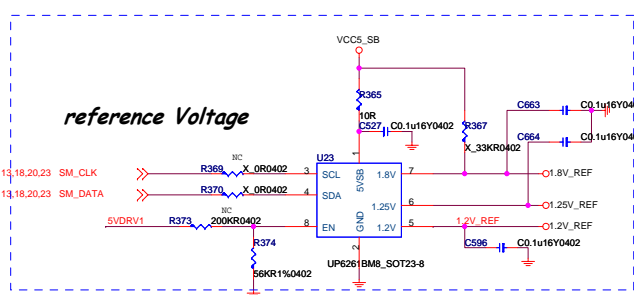 VCC5_SB
reference Voltage
R365
10R
C527
C0.1u16Y0402
R367
X_33KR0402
C663
C0.1u16Y04
C664
C0.1u16Y04
13,18,20,23 SM_CLK
R369
NC
X_0R0402
3
SCL
U23
1
5VSB
1.8V
7
1.8V_REF
13,18,20,23 SM_DATA
R370
X_0R0402
4
SDA
1.25V
6
1.25V_REF
5VDRV1
R373
NC
200KR0402
8
EN
GND
1.2V
5
1.2V_REF
1.2V_REF
R374
56KR1%0402
2
C596
C0.1u16Y0402
UP6261BM8_SOT23-8